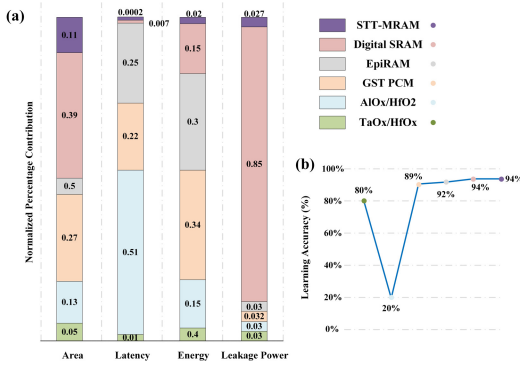 (a)
Normalized Percentage Contribution
0.11
0.39
0.5
0.27
0.13
0.05
Area
0.0002
0.007
0.25
0.22
0.51
0.01
Latency
0.02
0.15
0.3
0.34
0.15
0.4
Energy
0.027
0.85
0.03
0.032
0.03
0.03
Leakage Power
STT-MRAM
Digital SRAM
EpiRAM
GST PCM
AlOx/HfO2
TaOx/HfOx
(b)
Learning Accuracy (%)
100%
80%
60%
40%
20%
0%
80%
20%
89%
92%
94%
94%